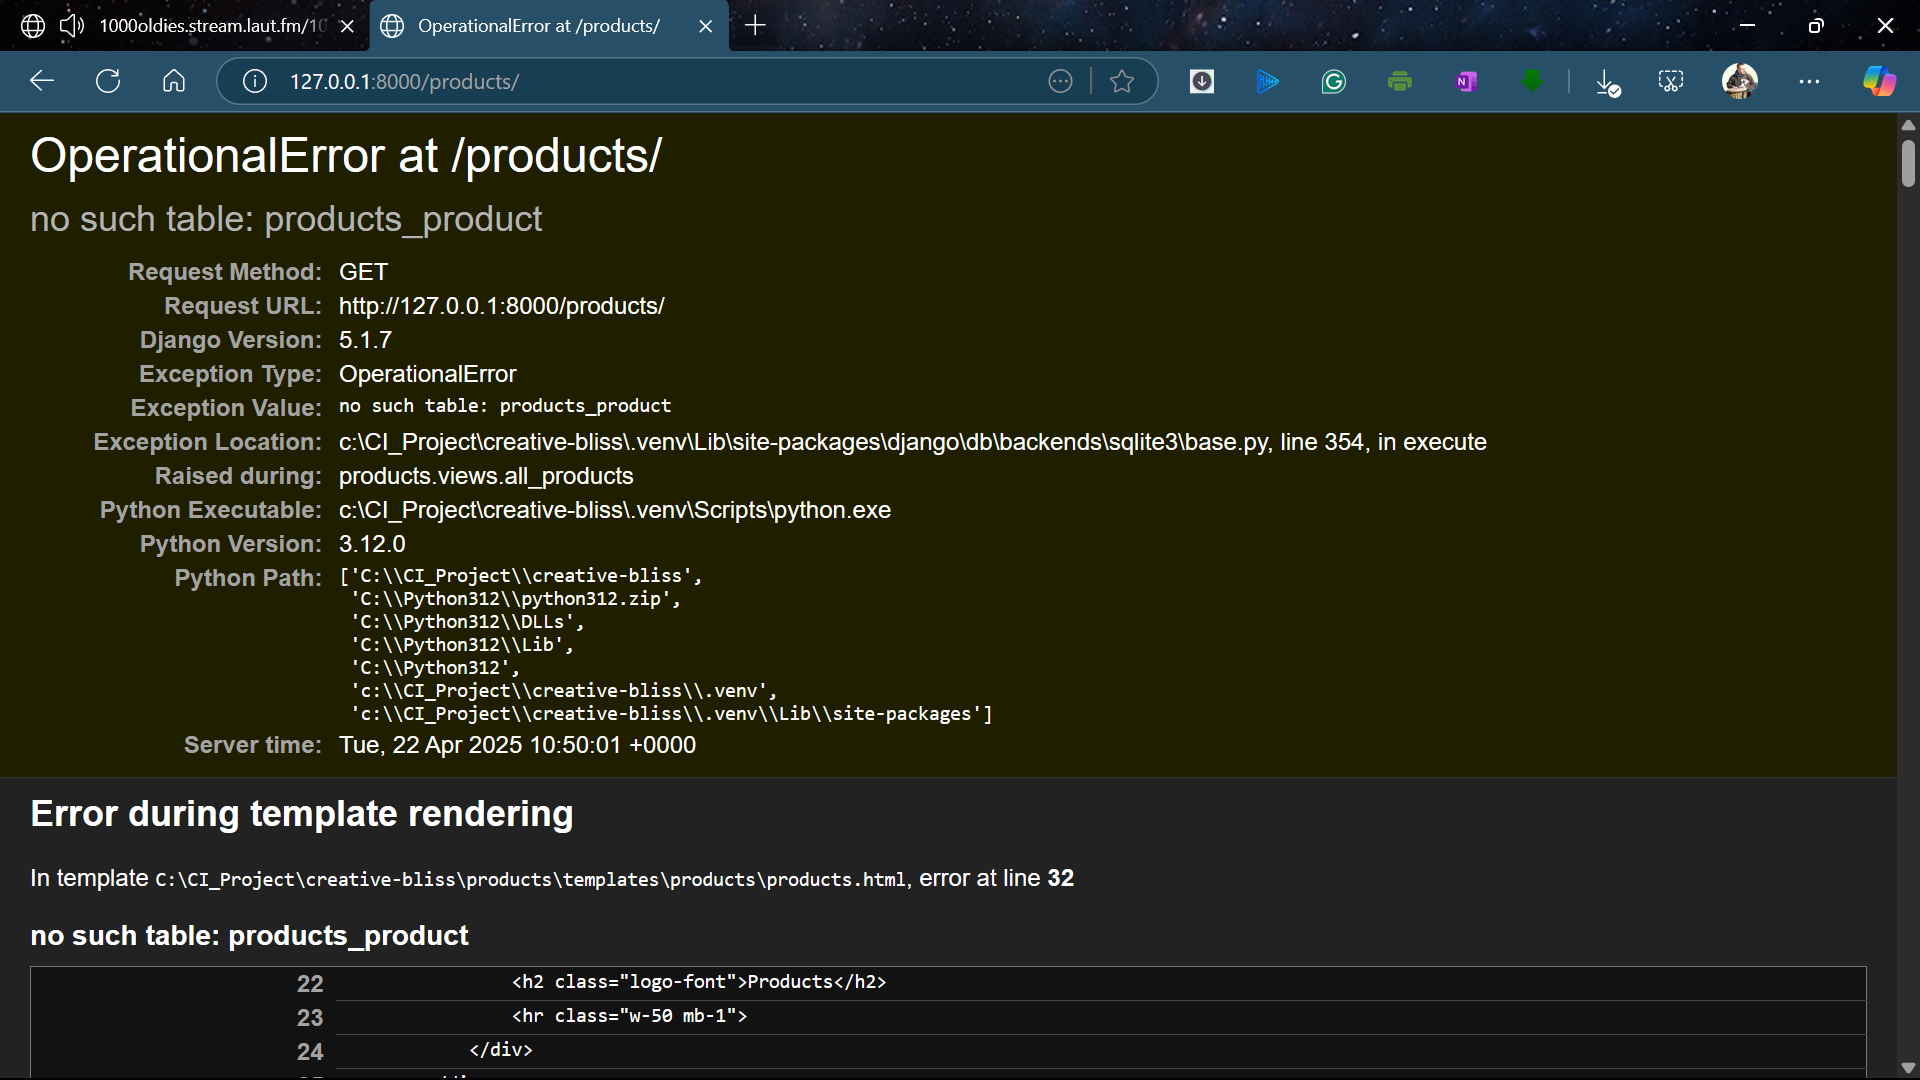 1000oldies.stream.laut.fm/10
OperationalError at /products/
127.0.0.1:8000/products/
OperationalError at /products/
no such table: products_product
Request Method: GET
Request URL: http://127.0.0.1:8000/products/
Django Version: 5.1.7
Exception Type: OperationalError
Exception Value: no such table: products_product
Exception Location: c:\CI_Project\creative-bliss\.venv\Lib\site-packages\django\db\backends\sqlite3\base.py, line 354, in execute
Raised during: products.views.all_products
Python Executable: c:\CI_Project\creative-bliss\.venv\Scripts\python.exe
Python Version: 3.12.0
Python Path: ['C:\\CI_Project\\creative-bliss',
'C:\\Python312\\python312.zip',
'C:\\Python312\\DLLs',
'C:\\Python312\\Lib',
'C:\\Python312',
'c:\\CI_Project\\creative-bliss\\.venv',
'c:\\CI_Project\\creative-bliss\\.venv\\Lib\\site-packages']
Server time: Tue, 22 Apr 2025 10:50:01 +0000
Error during template rendering
In template C:\CI_Project\creative-bliss\products\templates\products\products.html, error at line 32
no such table: products_product
22 <h2 class="logo-font">Products</h2>
23 <hr class="w-50 mb-1">
24 </div>